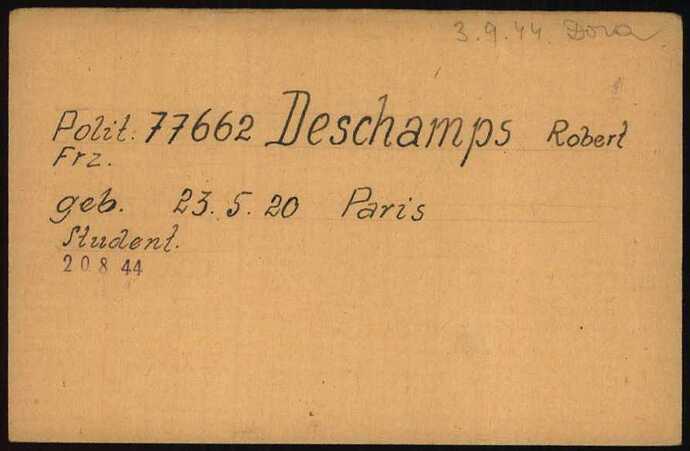 3.9.44 Dora
Polit. 77662 Deschamps Robert
Frz.
geb. 23.5.20 Paris
Student.
20 8 44